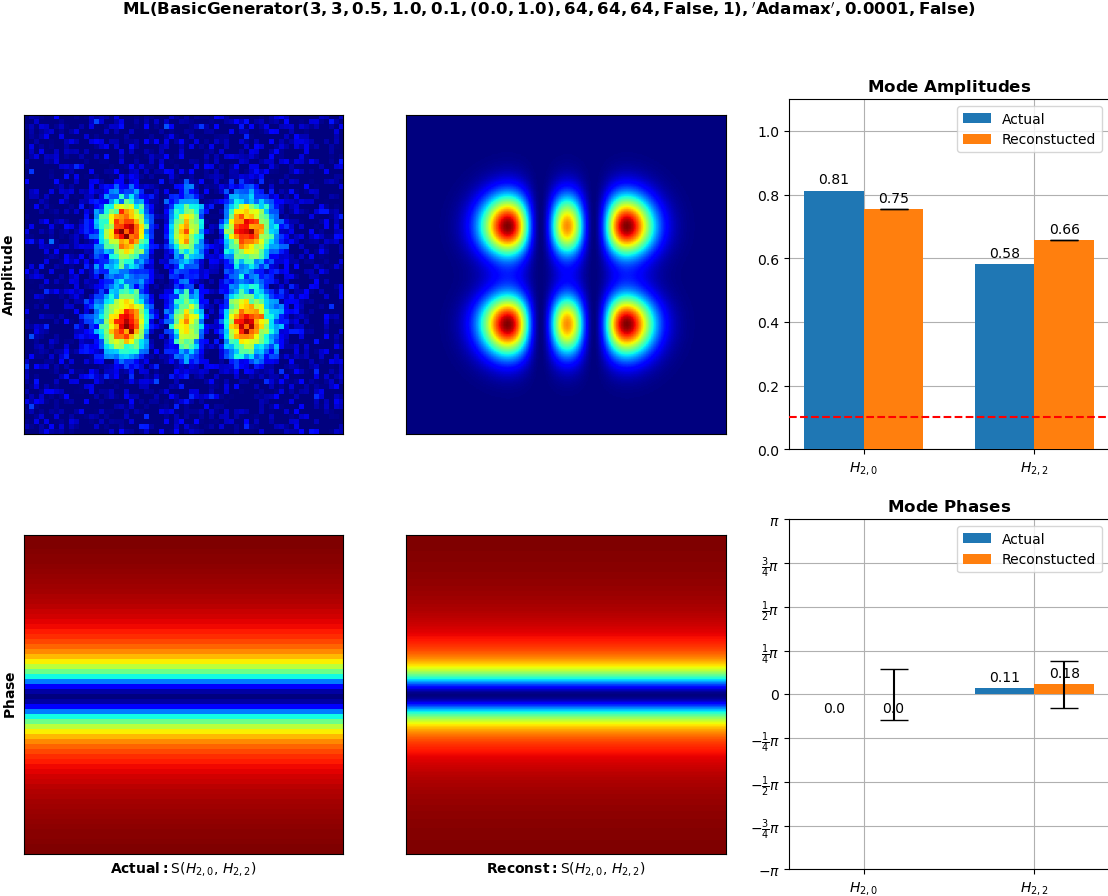 ML(BasicGenerator(3, 3, 0.5, 1.0, 0.1, (0.0, 1.0), 64, 64, 64, False, 1), ′Adamax′, 0.0001, False)
Mode Amplitudes
Actual
Reconstucted
1.0
0.8
0.6
0.4
0.2
0.0
0.81
0.75
0.58
0.66
H2,0
H2,2
Amplitude
Mode Phases
Actual
Reconstucted
π
3/4π
1/2π
1/4π
0
−1/4π
−1/2π
−3/4π
−π
0.0
0.0
0.11
0.18
H2,0
H2,2
Phase
Actual: S(H2,0, H2,2)
Reconst: S(H2,0, H2,2)